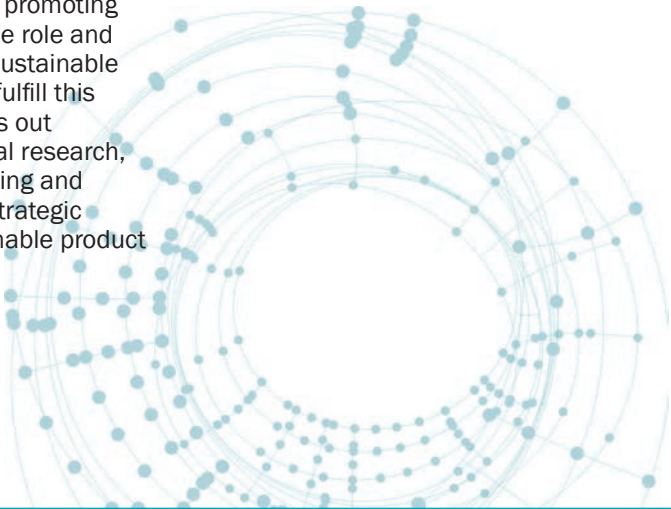 promoting
e role and
ustainable
fulfill this
s out
al research,
ing and
trategic
nable product